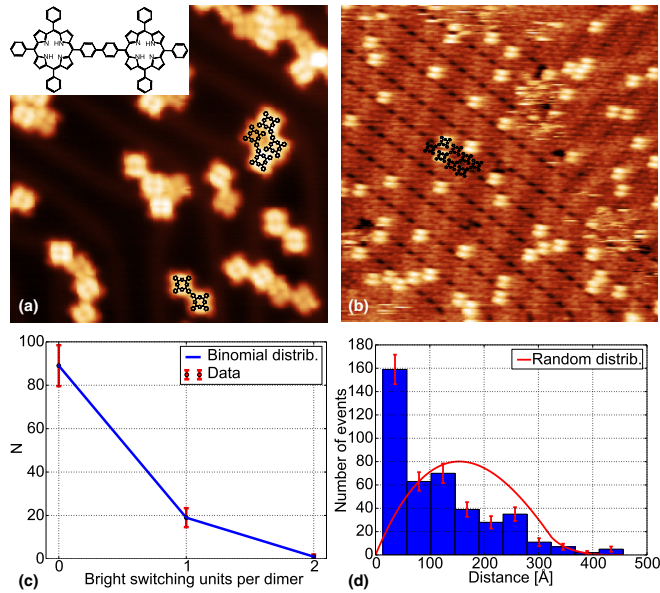 N HN N HN
NH N NH N
(a)
(b)
100
80
60
40
20
0
N
Binomial distrib.
Data
0 1 2
Bright switching units per dimer
(c)
180
160
140
120
100
80
60
40
20
0
Number of events
Random distrib.
0 100 200 300 400 500
Distance [Å]
(d)